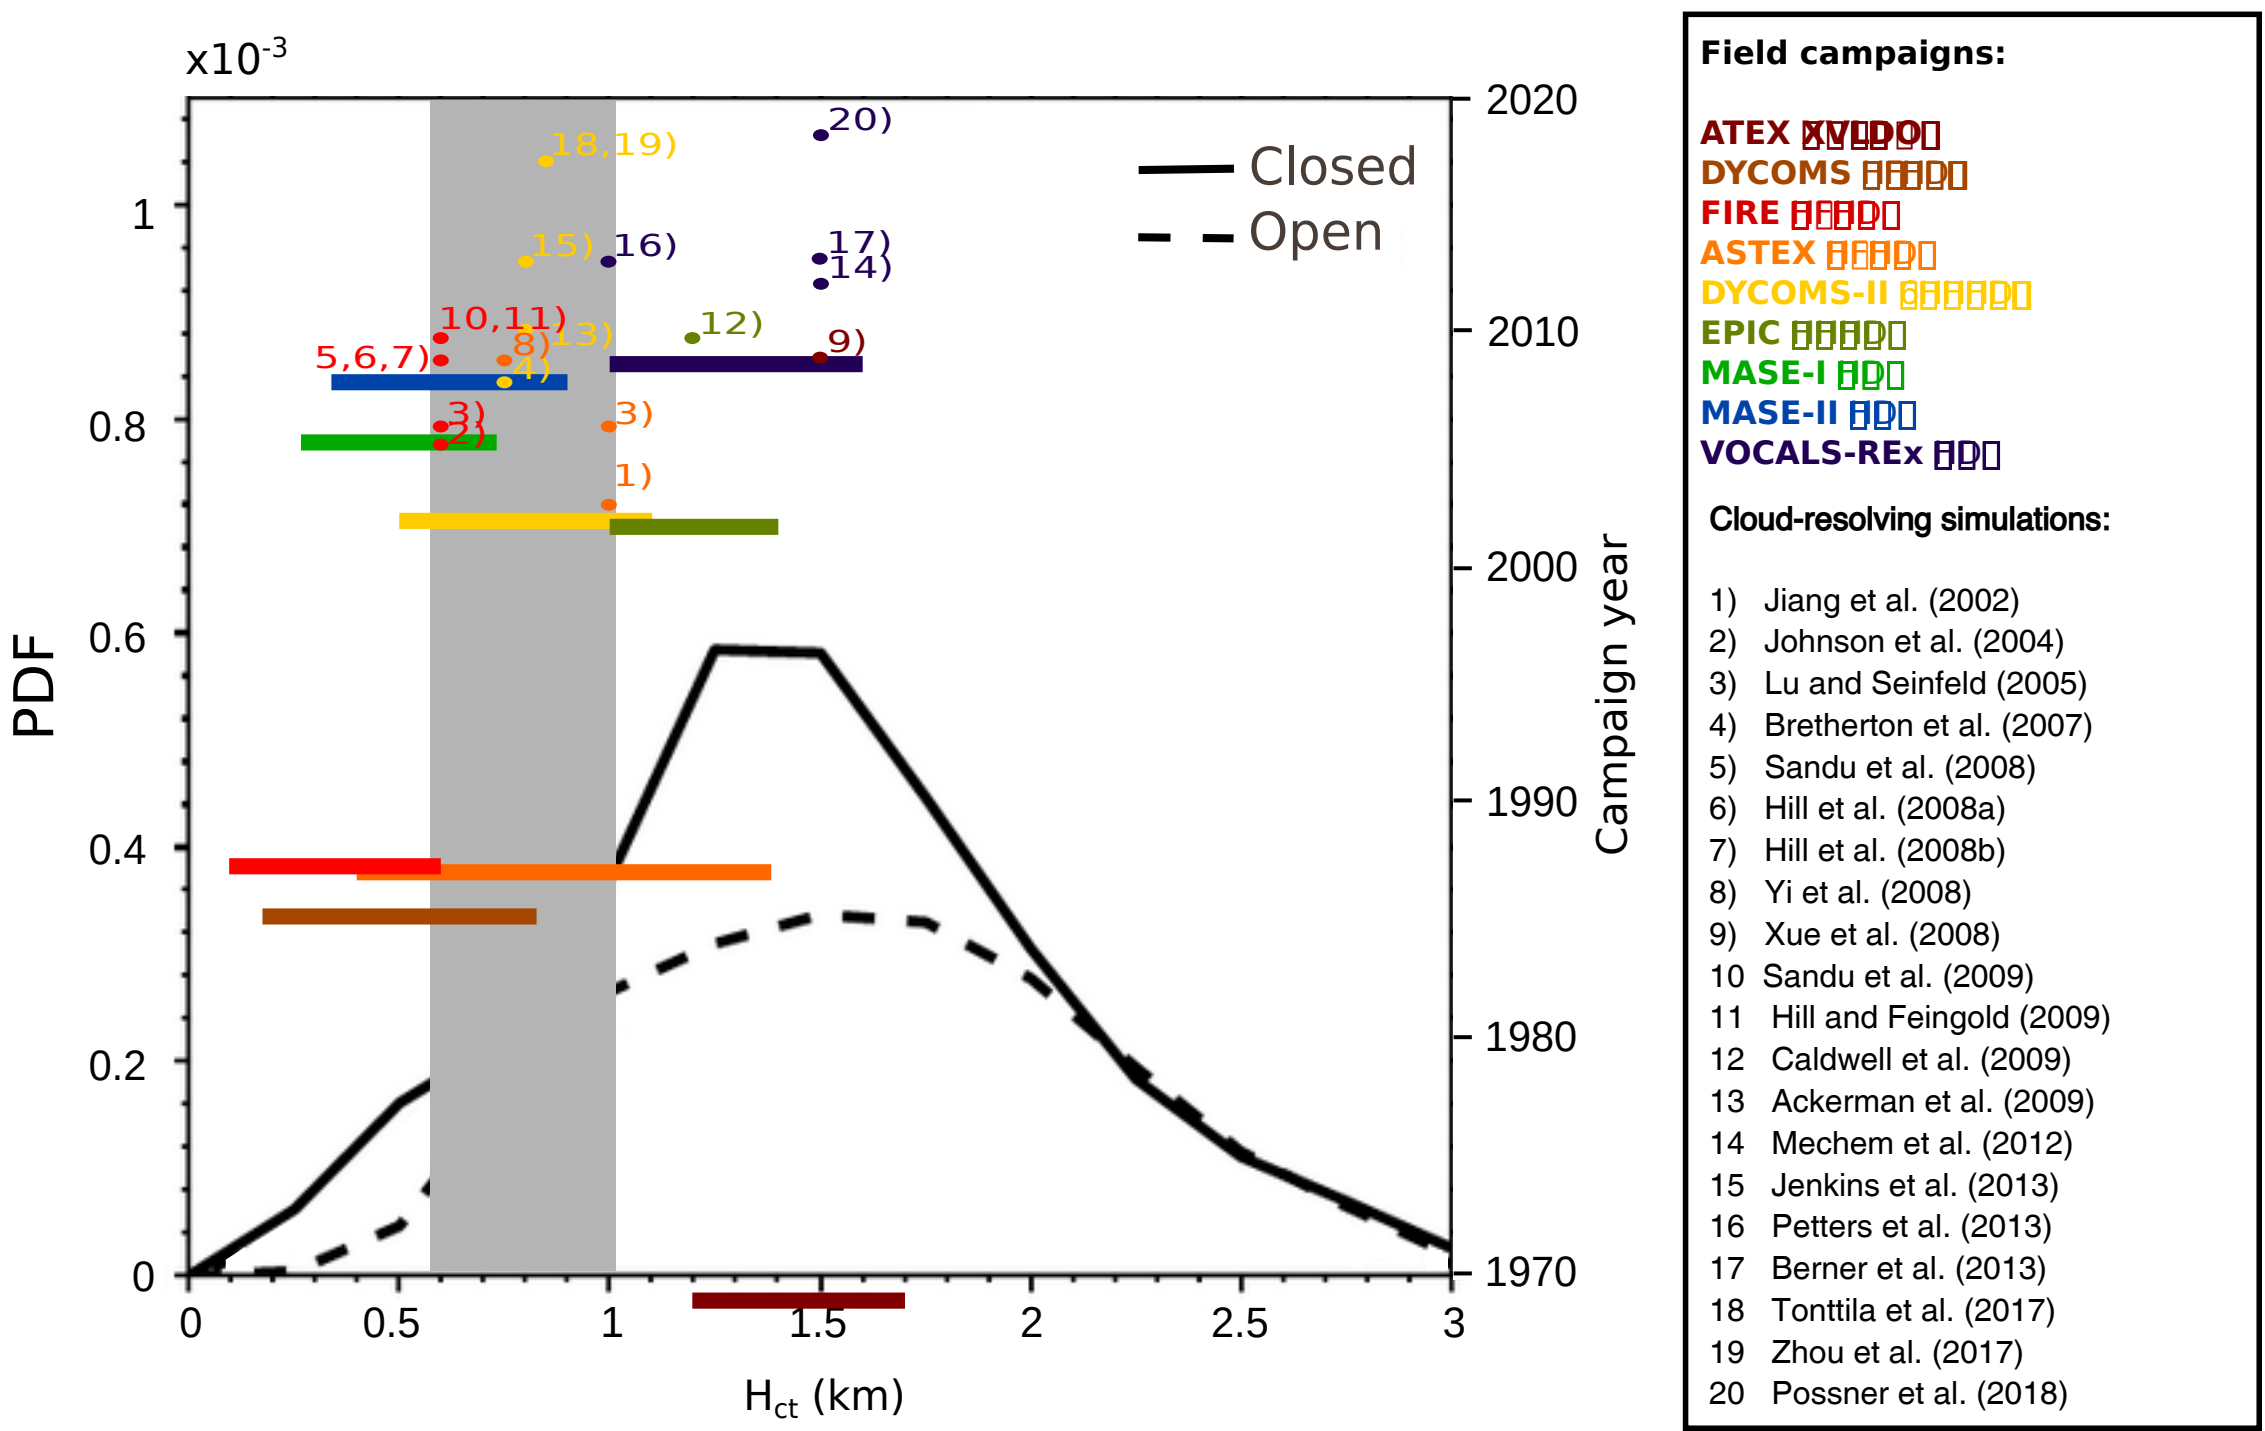 x10-3
2020
20)
18,19)
Closed
1
15)
16)
17)
Open
14)
10,11)
13)
12)
2010
5,6,7)
8)
9)
4)
0.8
3)
3)
2)
1)
2000
0.6
PDF
Campaign year
1990
0.4
1980
0.2
0
1970
0
0.5
1
1.5
2
2.5
3
Hct (km)
Field campaigns:
ATEX
DYCOMS
FIRE
ASTEX
DYCOMS-II
EPIC
MASE-I
MASE-II
VOCALS-REx
Cloud-resolving simulations:
1) Jiang et al. (2002)
2) Johnson et al. (2004)
3) Lu and Seinfeld (2005)
4) Bretherton et al. (2007)
5) Sandu et al. (2008)
6) Hill et al. (2008a)
7) Hill et al. (2008b)
8) Yi et al. (2008)
9) Xue et al. (2008)
10 Sandu et al. (2009)
11 Hill and Feingold (2009)
12 Caldwell et al. (2009)
13 Ackerman et al. (2009)
14 Mechem et al. (2012)
15 Jenkins et al. (2013)
16 Petters et al. (2013)
17 Berner et al. (2013)
18 Tonttila et al. (2017)
19 Zhou et al. (2017)
20 Possner et al. (2018)